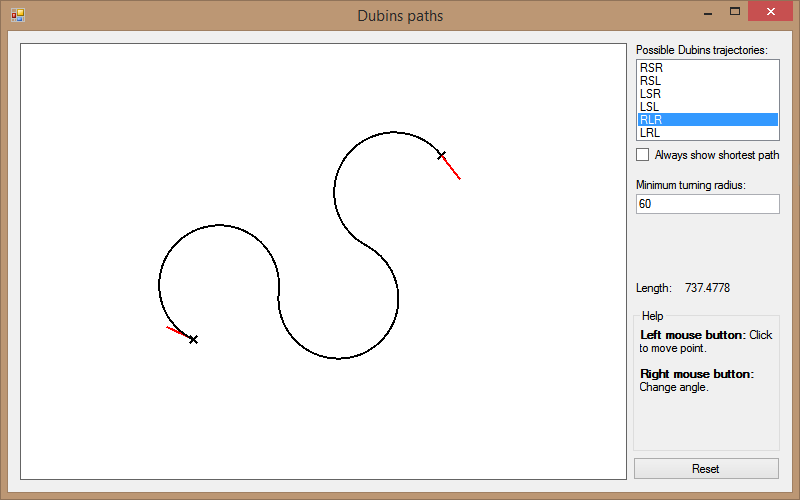 Dubins paths
Possible Dubins trajectories:
RSR
RSL
LSR
LSL
RLR
LRL
Always show shortest path
Minimum turning radius:
60
Length: 737.4778
Help
Left mouse button: Click
to move point.
Right mouse button:
Change angle.
Reset